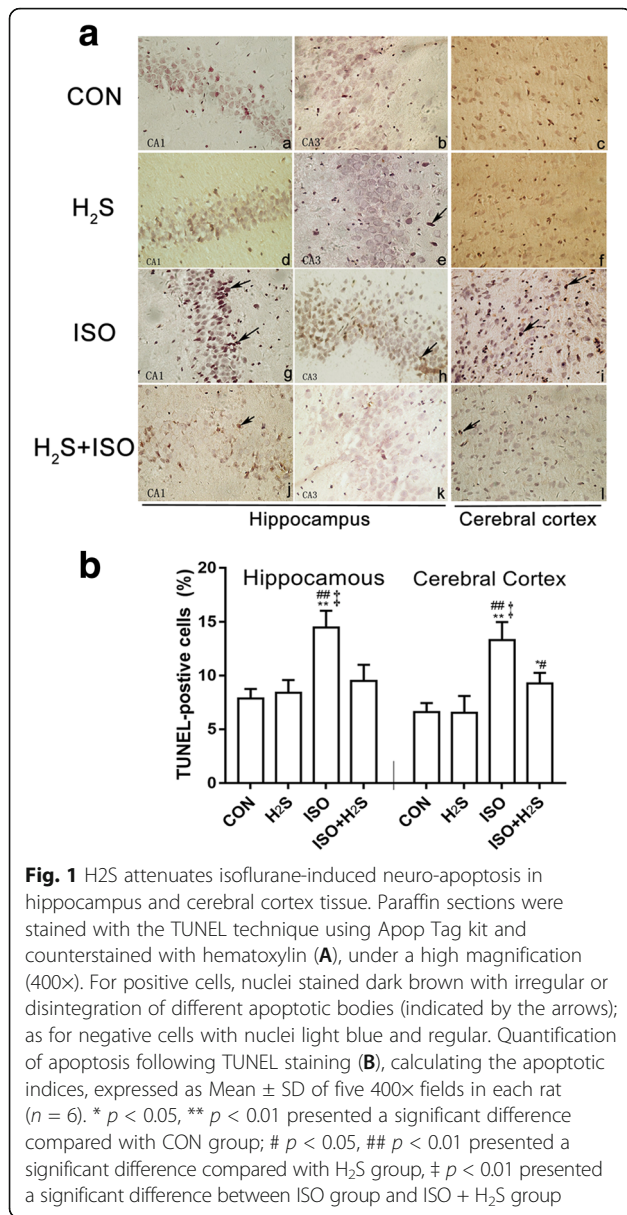 a
CON
CA1 a
CA3 b
c
H₂S
CA1 d
CA3 e
f
ISO
CA1 g
CA3 h
i
H₂S+ISO
CA1 j
CA3 k
l
Hippocampus Cerebral cortex
b
TUNEL-postive cells (%)
20
15
10
5
0
Hippocamous Cerebral Cortex
## †
** ‡
## †
** ‡
*#
CON H2S ISO ISO+H2S CON H2S ISO ISO+H2S
Fig. 1 H2S attenuates isoflurane-induced neuro-apoptosis in
hippocampus and cerebral cortex tissue. Paraffin sections were
stained with the TUNEL technique using Apop Tag kit and
counterstained with hematoxylin (A), under a high magnification
(400×). For positive cells, nuclei stained dark brown with irregular or
disintegration of different apoptotic bodies (indicated by the arrows);
as for negative cells with nuclei light blue and regular. Quantification
of apoptosis following TUNEL staining (B), calculating the apoptotic
indices, expressed as Mean ± SD of five 400× fields in each rat
(n = 6). * p < 0.05, ** p < 0.01 presented a significant difference
compared with CON group; # p < 0.05, ## p < 0.01 presented a
significant difference compared with H₂S group, ‡ p < 0.01 presented
a significant difference between ISO group and ISO + H₂S group